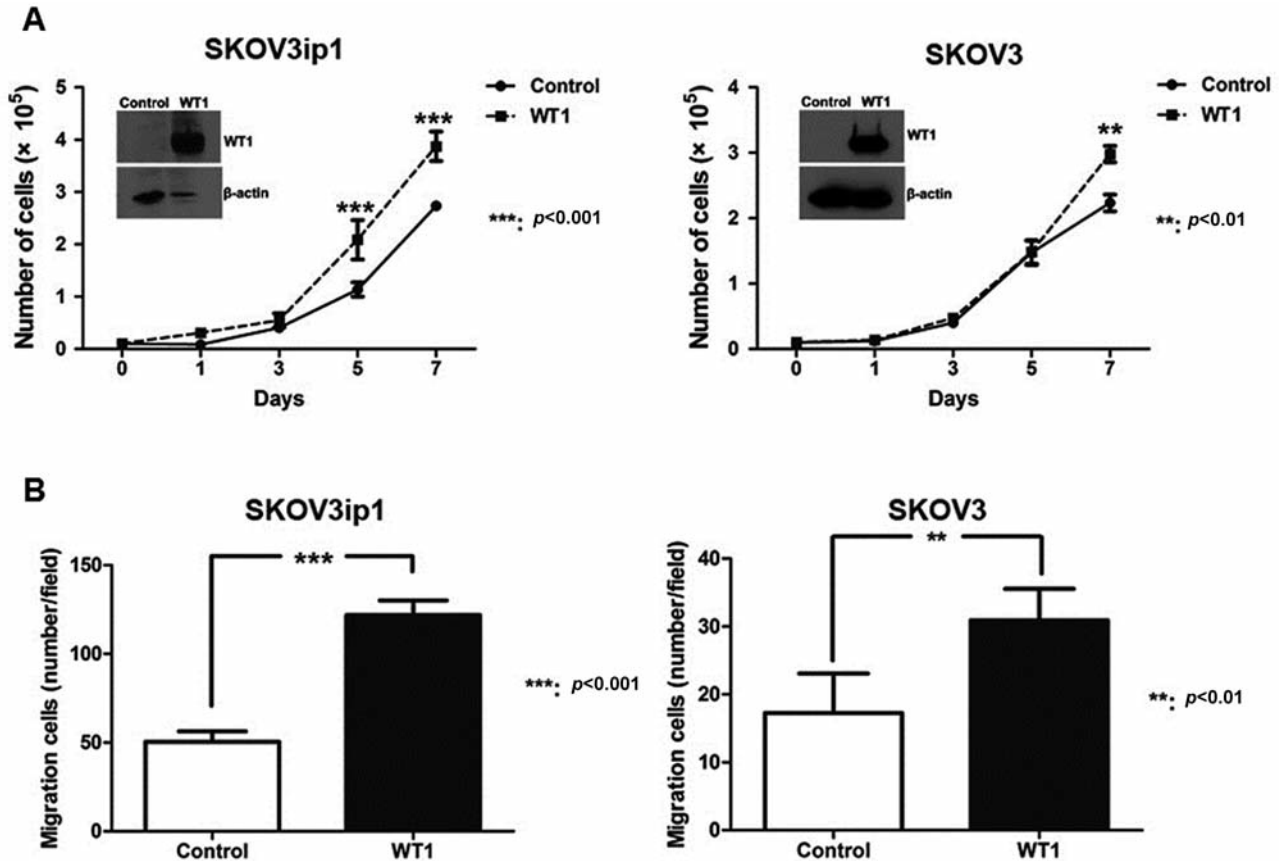 A
SKOV3ip1
Number of cells (× 10⁵)
5
4
3
2
1
0
0 1 3 5 7
Days
Control WT1
WT1
β-actin
***
***
Control
WT1
***: p<0.001
SKOV3
Number of cells (× 10⁵)
4
3
2
1
0
0 1 3 5 7
Days
Control WT1
WT1
β-actin
**
Control
WT1
**: p<0.01
B
SKOV3ip1
Migration cells (number/field)
150
100
50
0
***
Control WT1
***: p<0.001
SKOV3
Migration cells (number/field)
40
30
20
10
0
**
Control WT1
**: p<0.01